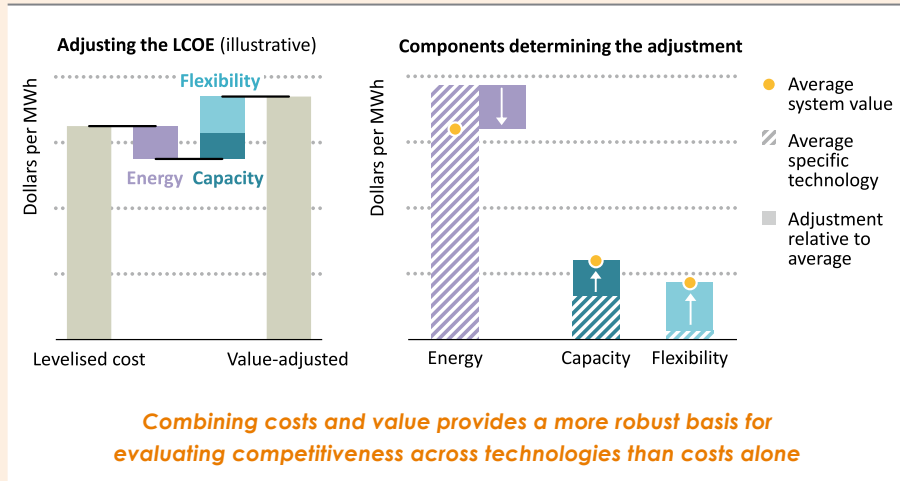 Adjusting the LCOE (illustrative)
Dollars per MWh
Flexibility
Energy
Capacity
Levelised cost
Value-adjusted
Components determining the adjustment
Dollars per MWh
Energy
Capacity
Flexibility
Average
system value
Average
specific
technology
Adjustment
relative to
average
Combining costs and value provides a more robust basis for
evaluating competitiveness across technologies than costs alone